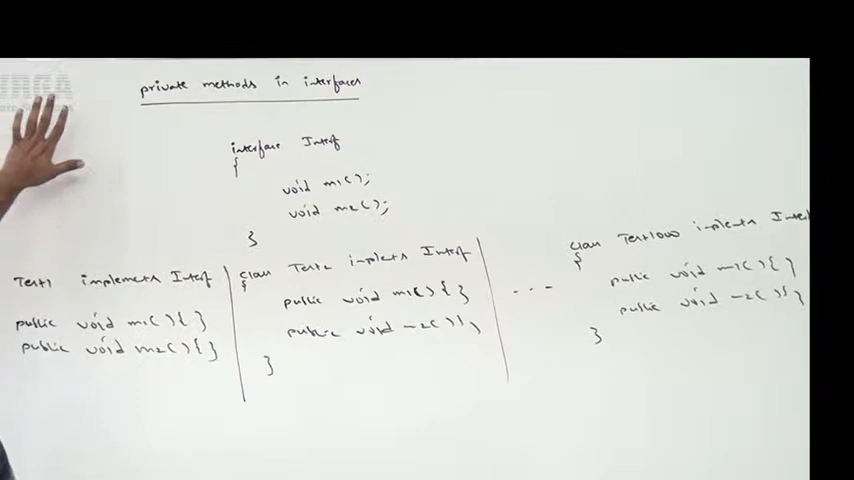 private methods in interfaces
interface Interf
{
void m1();
void m2();
}
Test1 implements Interf
public void m1(){}
public void m2(){}
class Test2 implements Interf
{
public void m1(){}
public void m2(){}
}
- - -
class Test1000 implements Interf
{
public void m1(){}
public void m2(){}
}